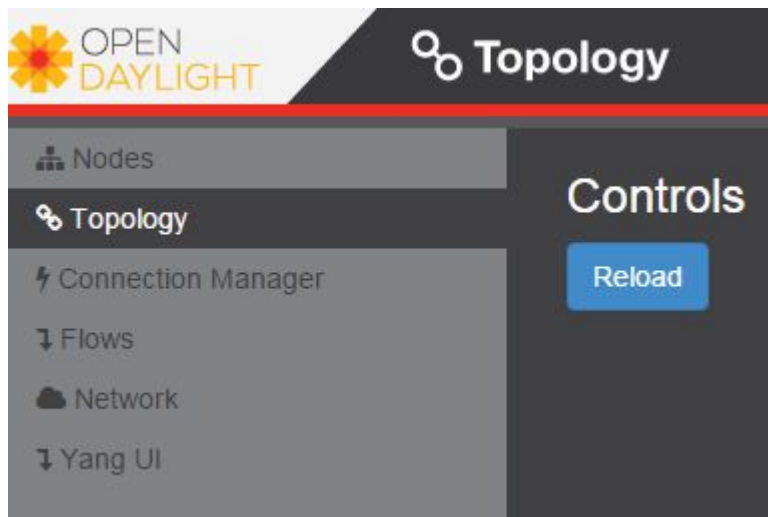 OPEN
DAYLIGHT
Topology
Nodes
Topology
Connection Manager
Flows
Network
Yang UI
Controls
Reload